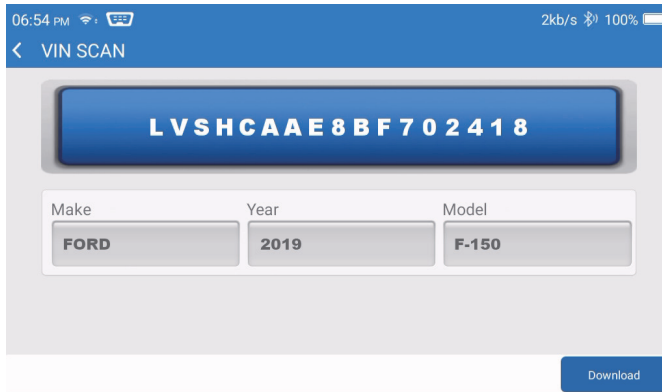 06:54 PM 2kb/s 100%
VIN SCAN
LVSHCAAE8BF702418
Make Year Model
FORD 2019 F-150
Download